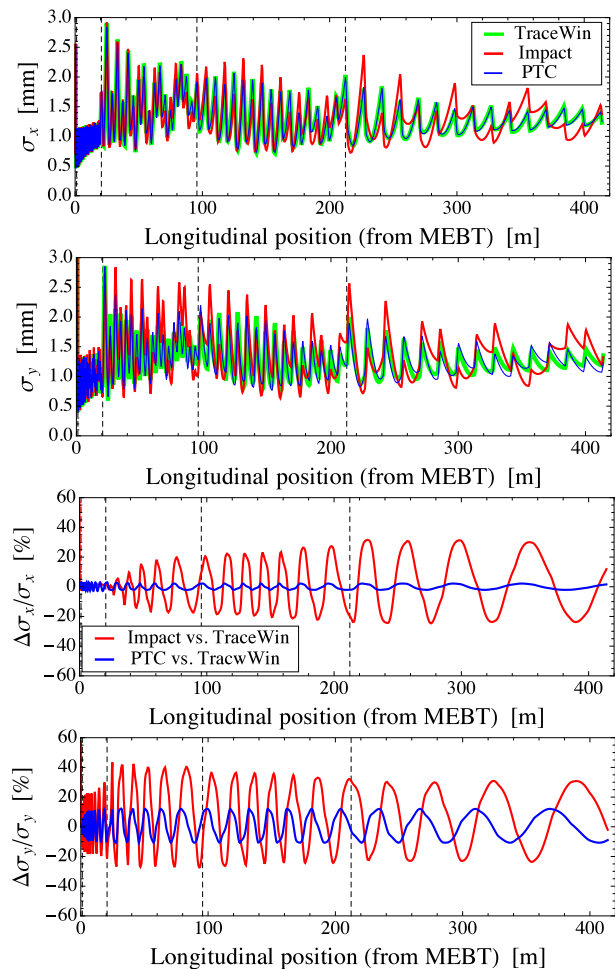 3.0
2.5
2.0
1.5
1.0
0.5
0.0
σx [mm]
TraceWin
Impact
PTC
0 100 200 300 400
Longitudinal position (from MEBT) [m]
3.0
2.5
2.0
1.5
1.0
0.5
0.0
σy [mm]
0 100 200 300 400
Longitudinal position (from MEBT) [m]
60
40
20
0
−20
−40
−60
Δσx/σx [%]
Impact vs. TraceWin
PTC vs. TracwWin
0 100 200 300 400
Longitudinal position (from MEBT) [m]
60
40
20
0
−20
−40
−60
Δσy/σy [%]
0 100 200 300 400
Longitudinal position (from MEBT) [m]